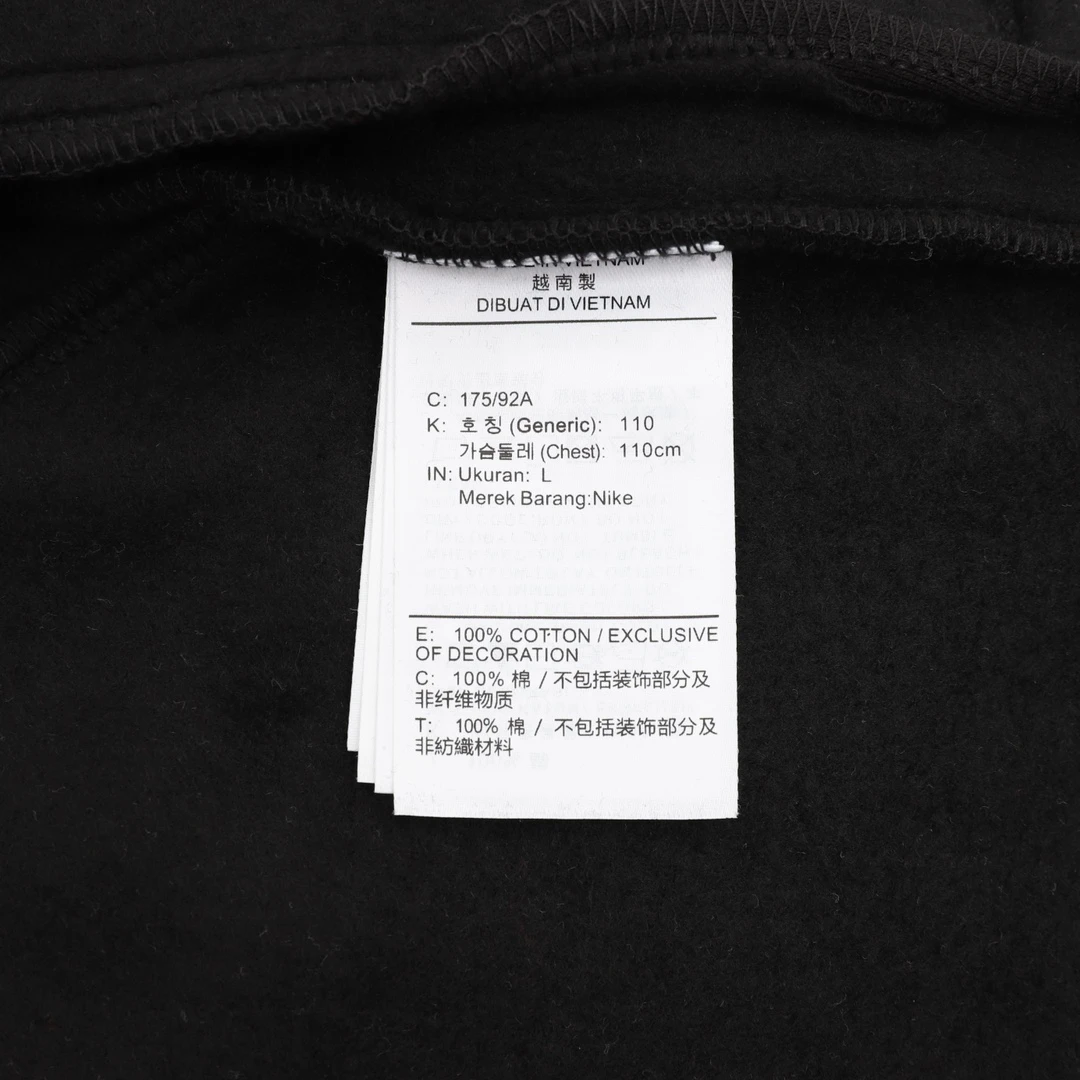 VIETNAM
越南製
DIBUAT DI VIETNAM
C: 175/92A
K: 호칭 (Generic): 110
가슴둘레 (Chest): 110cm
IN: Ukuran: L
Merek Barang:Nike
E: 100% COTTON / EXCLUSIVE
OF DECORATION
C: 100% 棉 / 不包括装饰部分及
非纤维物质
T: 100% 棉 / 不包括装饰部分及
非紡織材料